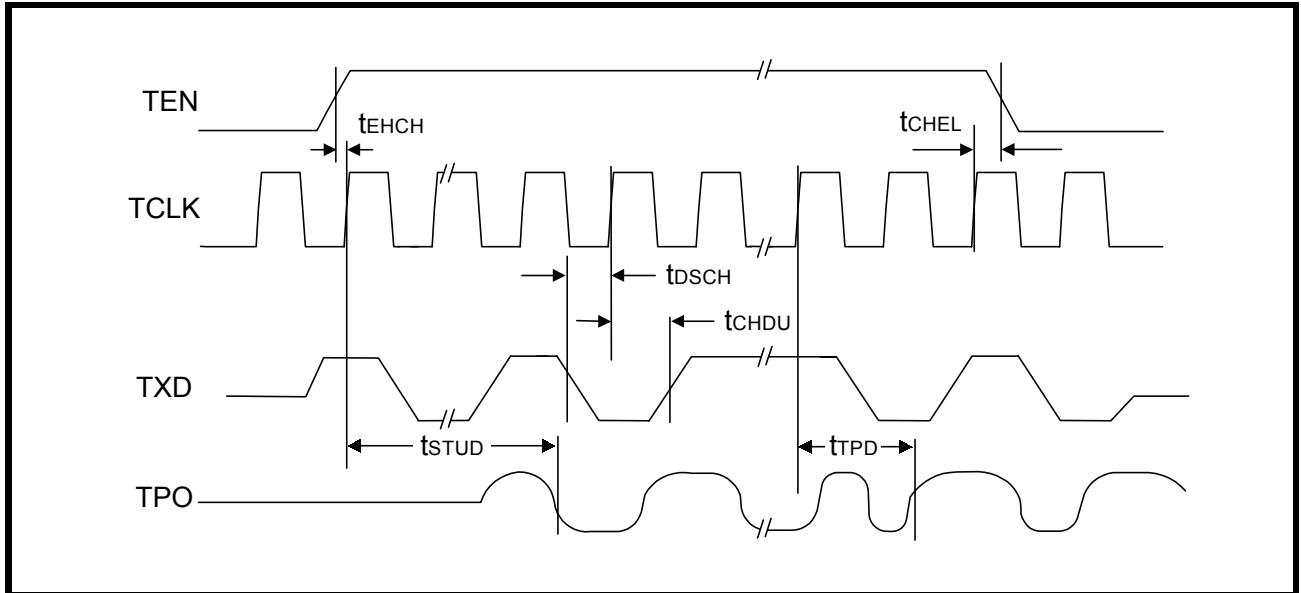 TEN
tEHCH
tCHEL
TCLK
tDSCH
tCHDU
TXD
tSTUD
tTPD
TPO